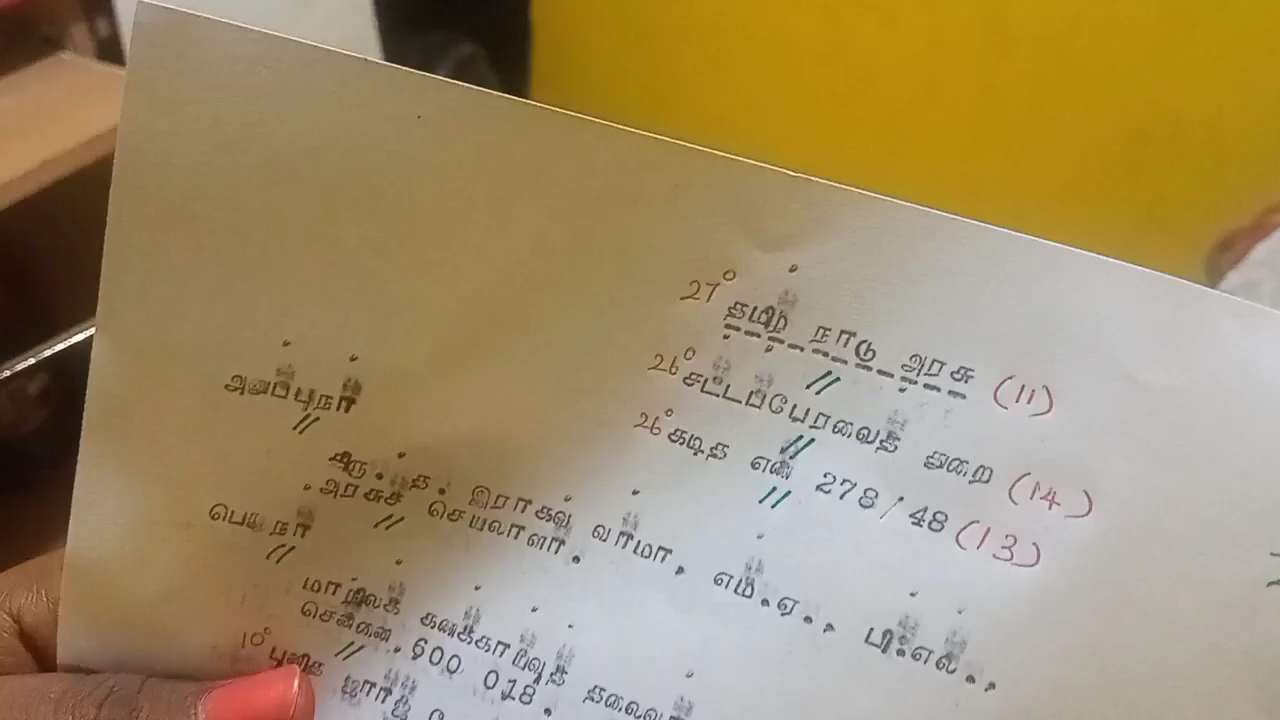 27° தமிழ் நாடு அரசு (11)
26° சட்டப்பேரவைத் துறை (14)
26° கடித எண் 278/48 (13)
அனுப்புநர்
திரு. த. இராகவ் வர்மா, எம்.ஏ., பி.எல்.,
அரசுச் செயலாளர்.
பெறுநர்
மாநிலக் கணக்காய்வுத்
சென்னை.600 018.
10°
ஜார்ஜ்